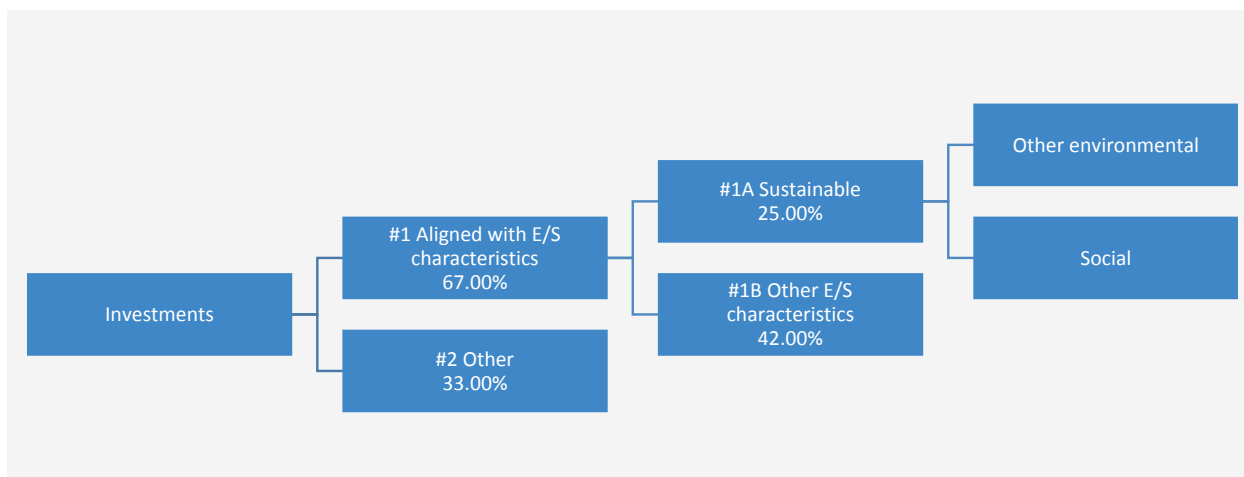 Investments
#1 Aligned with E/S
characteristics
67.00%
#2 Other
33.00%
#1A Sustainable
25.00%
#1B Other E/S
characteristics
42.00%
Other environmental
Social